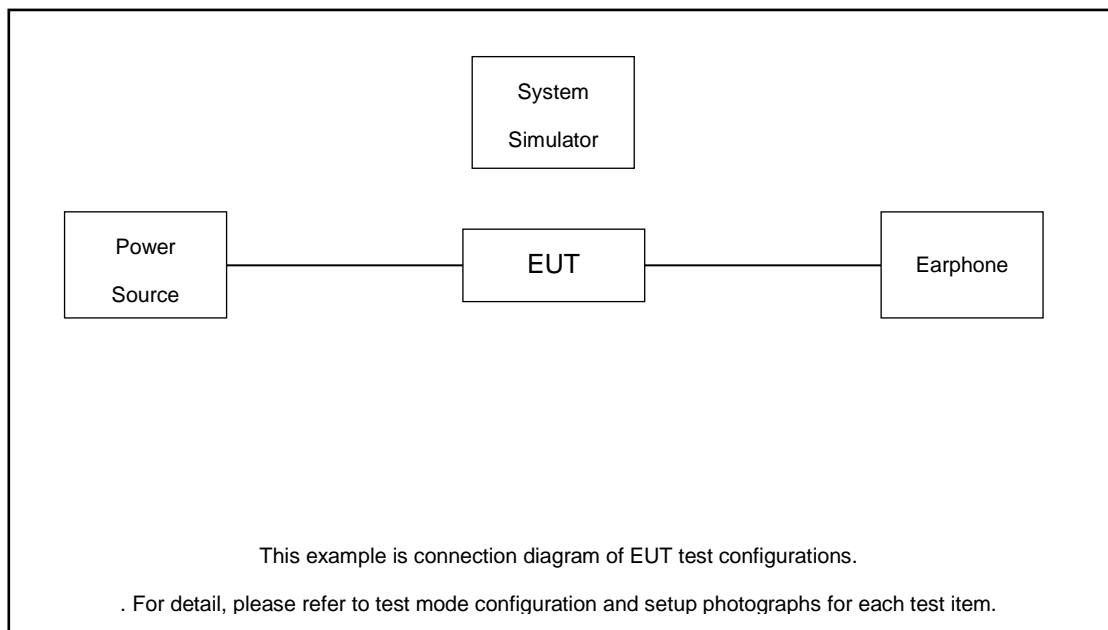 System
Simulator
Power
Source
EUT
Earphone
This example is connection diagram of EUT test configurations.
. For detail, please refer to test mode configuration and setup photographs for each test item.